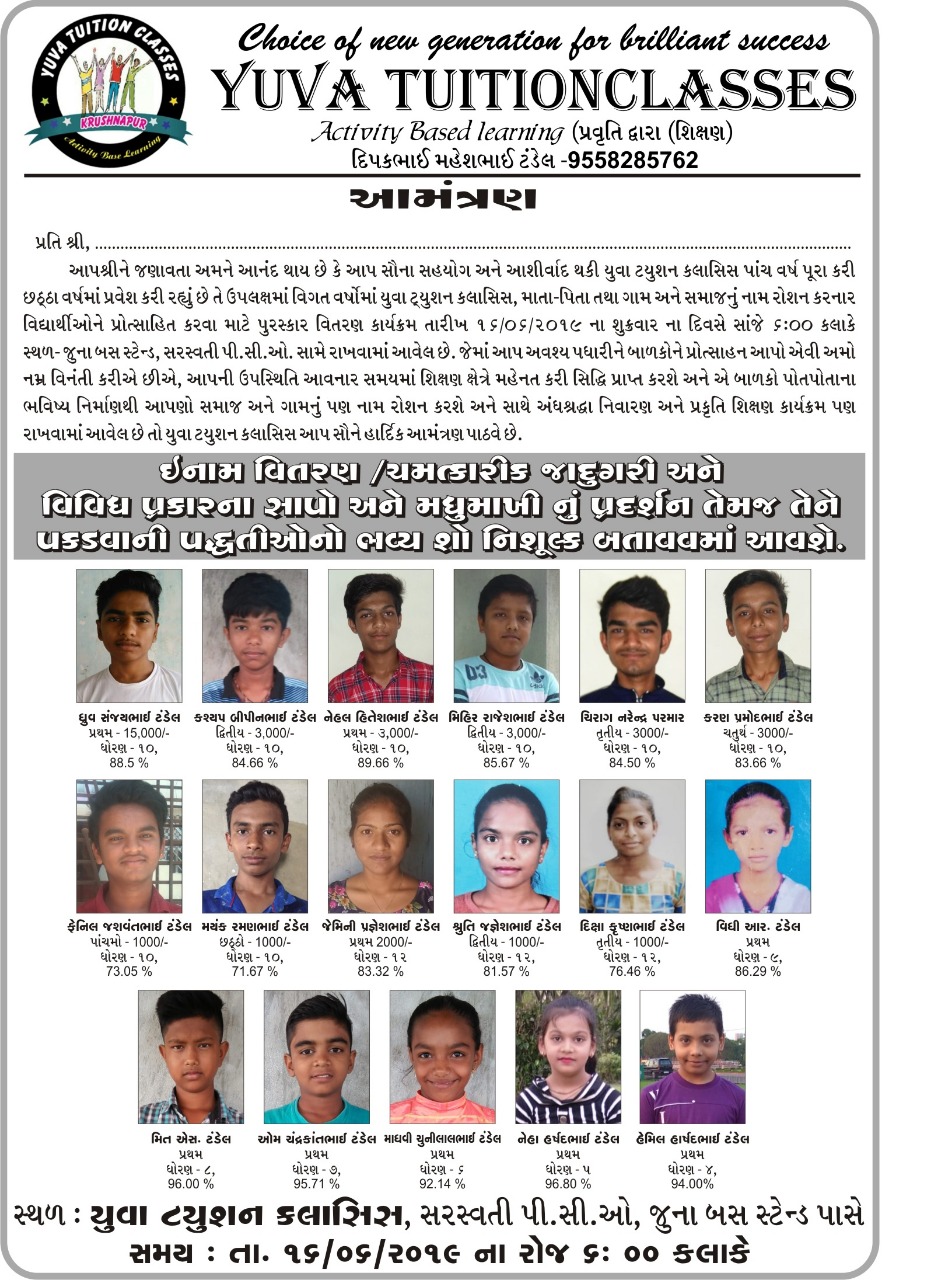 YUVA TUITION CLASSES
KRUSHNAPUR
Activity Base Learning
Choice of new generation for brilliant success
YUVA TUITIONCLASSES
Activity Based learning (પ્રવૃતિ દ્વારા (શિક્ષણ)
દિપકભાઈ મહેશભાઈ ટંડેલ -9558285762
આમંત્રણ
પ્રતિ શ્રી, ........................................................................
આપશ્રીને જણાવતા અમને આનંદ થાય છે કે આપ સૌના સહયોગ અને આશીર્વાદ થકી યુવા ટયુશન કલાસિસ પાંચ વર્ષ પૂરા કરી
છઠ્ઠા વર્ષમાં પ્રવેશ કરી રહ્યું છે તે ઉપલક્ષમાં વિગત વર્ષોમાં યુવા ટ્યુશન કલાસિસ, માતા-પિતા તથા ગામ અને સમાજનું નામ રોશન કરનાર
વિદ્યાર્થીઓને પ્રોત્સાહિત કરવા માટે પુરસ્કાર વિતરણ કાર્યક્રમ તારીખ ૧૬/૦૬/૨૦૧૯ ના શુક્રવાર ના દિવસે સાંજે ૬:૦૦ કલાકે
સ્થળ- જુના બસ સ્ટેન્ડ, સરસ્વતી પી.સી.ઓ. સામે રાખવામાં આવેલ છે. જેમાં આપ અવશ્ય પધારીને બાળકોને પ્રોત્સાહન આપો એવી અમો
નમ્ર વિનંતી કરીએ છીએ, આપની ઉપસ્થિતિ આવનાર સમયમાં શિક્ષણ ક્ષેત્રે મહેનત કરી સિદ્ધિ પ્રાપ્ત કરશે અને એ બાળકો પોતપોતાના
ભવિષ્ય નિર્માણથી આપણો સમાજ અને ગામનું પણ નામ રોશન કરશે અને સાથે અંધશ્રદ્ધા નિવારણ અને પ્રકૃતિ શિક્ષણ કાર્યક્રમ પણ
રાખવામાં આવેલ છે તો યુવા ટયુશન કલાસિસ આપ સૌને હાર્દિક આમંત્રણ પાઠવે છે.
ઈનામ વિતરણ /ચમત્કારીક જાદુગરી અને
વિવિધ પ્રકારના સાપો અને મધુમાખી નું પ્રદર્શન તેમજ તેને
પકડવાની પદ્ધતીઓનો ભવ્ય શો નિશૂલ્ક બતાવવમાં આવશે.
ધ્રુવ સંજયભાઈ ટંડેલ
પ્રથમ - 15,000/-
ધોરણ - ૧૦,
88.5 %
કશ્યપ બીપીનભાઈ ટંડેલ
દ્વિતીય - 3,000/-
ધોરણ - ૧૦,
84.66 %
નેહલ હિતેશભાઈ ટંડેલ
પ્રથમ - ૩,000/-
ધોરણ - ૧૦,
89.66 %
મિહિર રાજેશભાઈ ટંડેલ
દ્વિતીય - 3,000/-
ધોરણ - ૧૦,
85.67 %
ચિરાગ નરેન્દ્ર પરમાર
તૃતીય - 3000/-
ધોરણ - ૧૦,
84.50 %
કરણ પ્રમોદભાઈ ટંડેલ
ચતુર્થ - 3000/-
ધોરણ - ૧૦,
83.66 %
ફેનિલ જશવંતભાઈ ટંડેલ
પાંચમો - 1000/-
ધોરણ - ૧૦,
73.05 %
મયંક રમણભાઈ ટંડેલ
છઠ્ઠો - 1000/-
ધોરણ - ૧૦,
71.67 %
જેમિની પ્રજ્ઞેશભાઈ ટંડેલ
પ્રથમ 2000/-
ધોરણ - ૧૨
83.32 %
શ્રુતિ જજ્ઞેશભાઈ ટંડેલ
દ્વિતીય - 1000/-
ધોરણ - ૧૨,
81.57 %
દિક્ષા કૃષ્ણભાઈ ટંડેલ
તૃતીય - 1000/-
ધોરણ - ૧૨,
76.46 %
વિધી આર. ટંડેલ
પ્રથમ
ધોરણ - ૯,
86.29 %
મિત એસ. ટંડેલ
પ્રથમ
ધોરણ - ૮,
96.00 %
ઓમ ચંદ્રકાંતભાઈ ટંડેલ
પ્રથમ
ધોરણ - ૭,
95.71 %
માધવી ચુનીલાલભાઈ ટંડેલ
પ્રથમ
ધોરણ - ૬
92.14 %
નેહા હર્ષદભાઈ ટંડેલ
પ્રથમ
ધોરણ - ૫
96.80 %
હેમિલ હાર્ષદભાઈ ટંડેલ
પ્રથમ
ધોરણ - ૪,
94.00%
સ્થળ : યુવા ટયુશન કલાસિસ, સરસ્વતી પી.સી.ઓ, જુના બસ સ્ટેન્ડ પાસે
સમય : તા. ૧૬/૦૬/૨૦૧૯ ના રોજ ૬: ૦૦ કલાકે